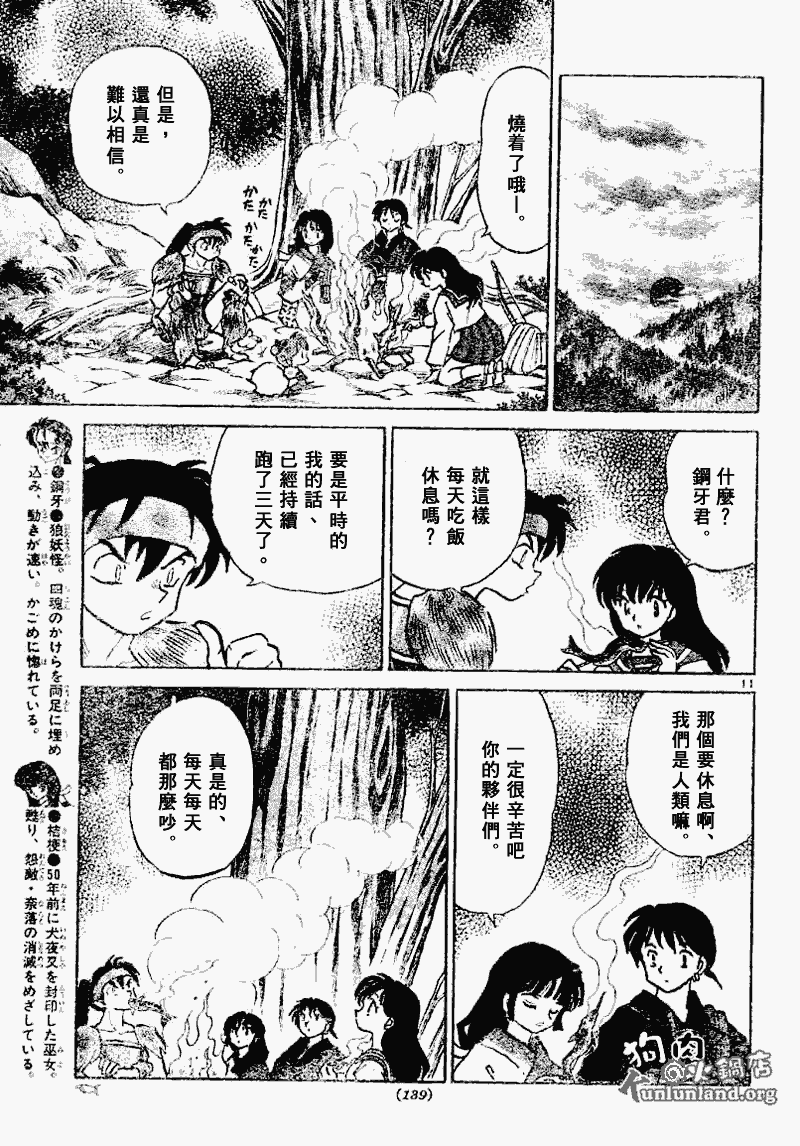 燒着了哦—。
但是，
還真是
難以相信。
かた
かた
かた
かた
什麼？
鋼牙君。
就這樣
每天吃飯
休息嗎？
要是平時的
我的話、
已經持續
跑了三天了。
11
那個要休息啊、
我們是人類嘛。
一定很辛苦吧
你的夥伴們。
真是的、
每天每天
都那麼吵。
●鋼牙●狼妖怪。四魂のかけらを両足に埋め
込み、動きが速い。かごめに惚れている。
●桔梗●50年前に犬夜叉を封印した巫女。
甦り、怨敵・奈落の消滅をめざしている。
(139)
狗肉
@火鍋店
Kunlunland.org